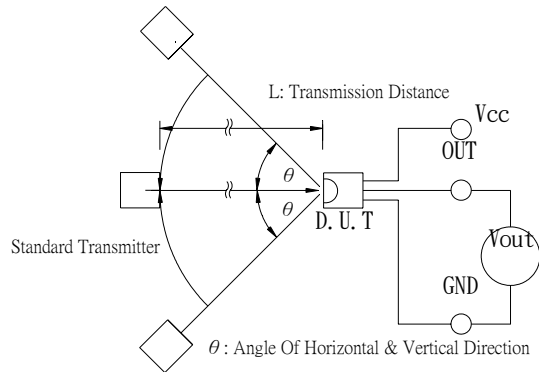 L: Transmission Distance
Vcc
OUT
θ
θ
D.U.T
Standard Transmitter
Vout
GND
θ : Angle Of Horizontal & Vertical Direction